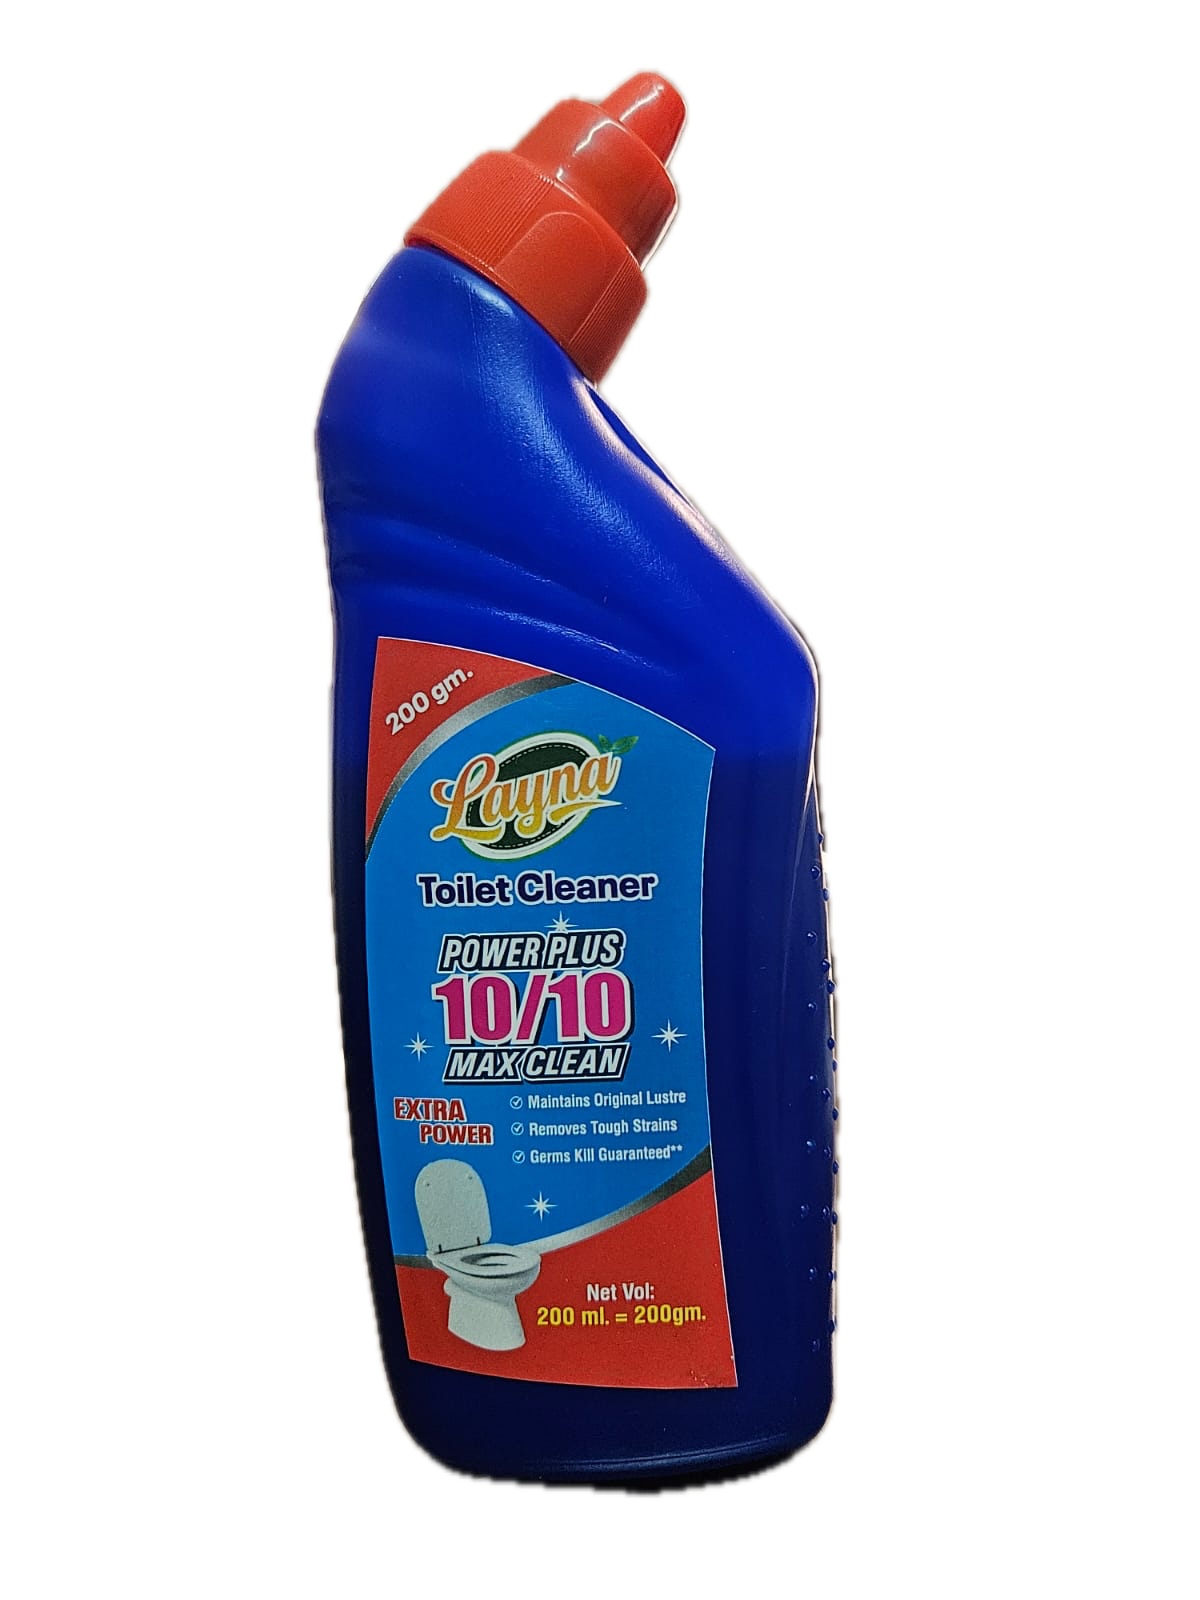 200 gm.
Layna
Toilet Cleaner
POWER PLUS
10/10
MAX CLEAN
EXTRA
POWER
Maintains Original Lustre
Removes Tough Strains
Germs Kill Guaranteed**
Net Vol:
200 ml. = 200gm.